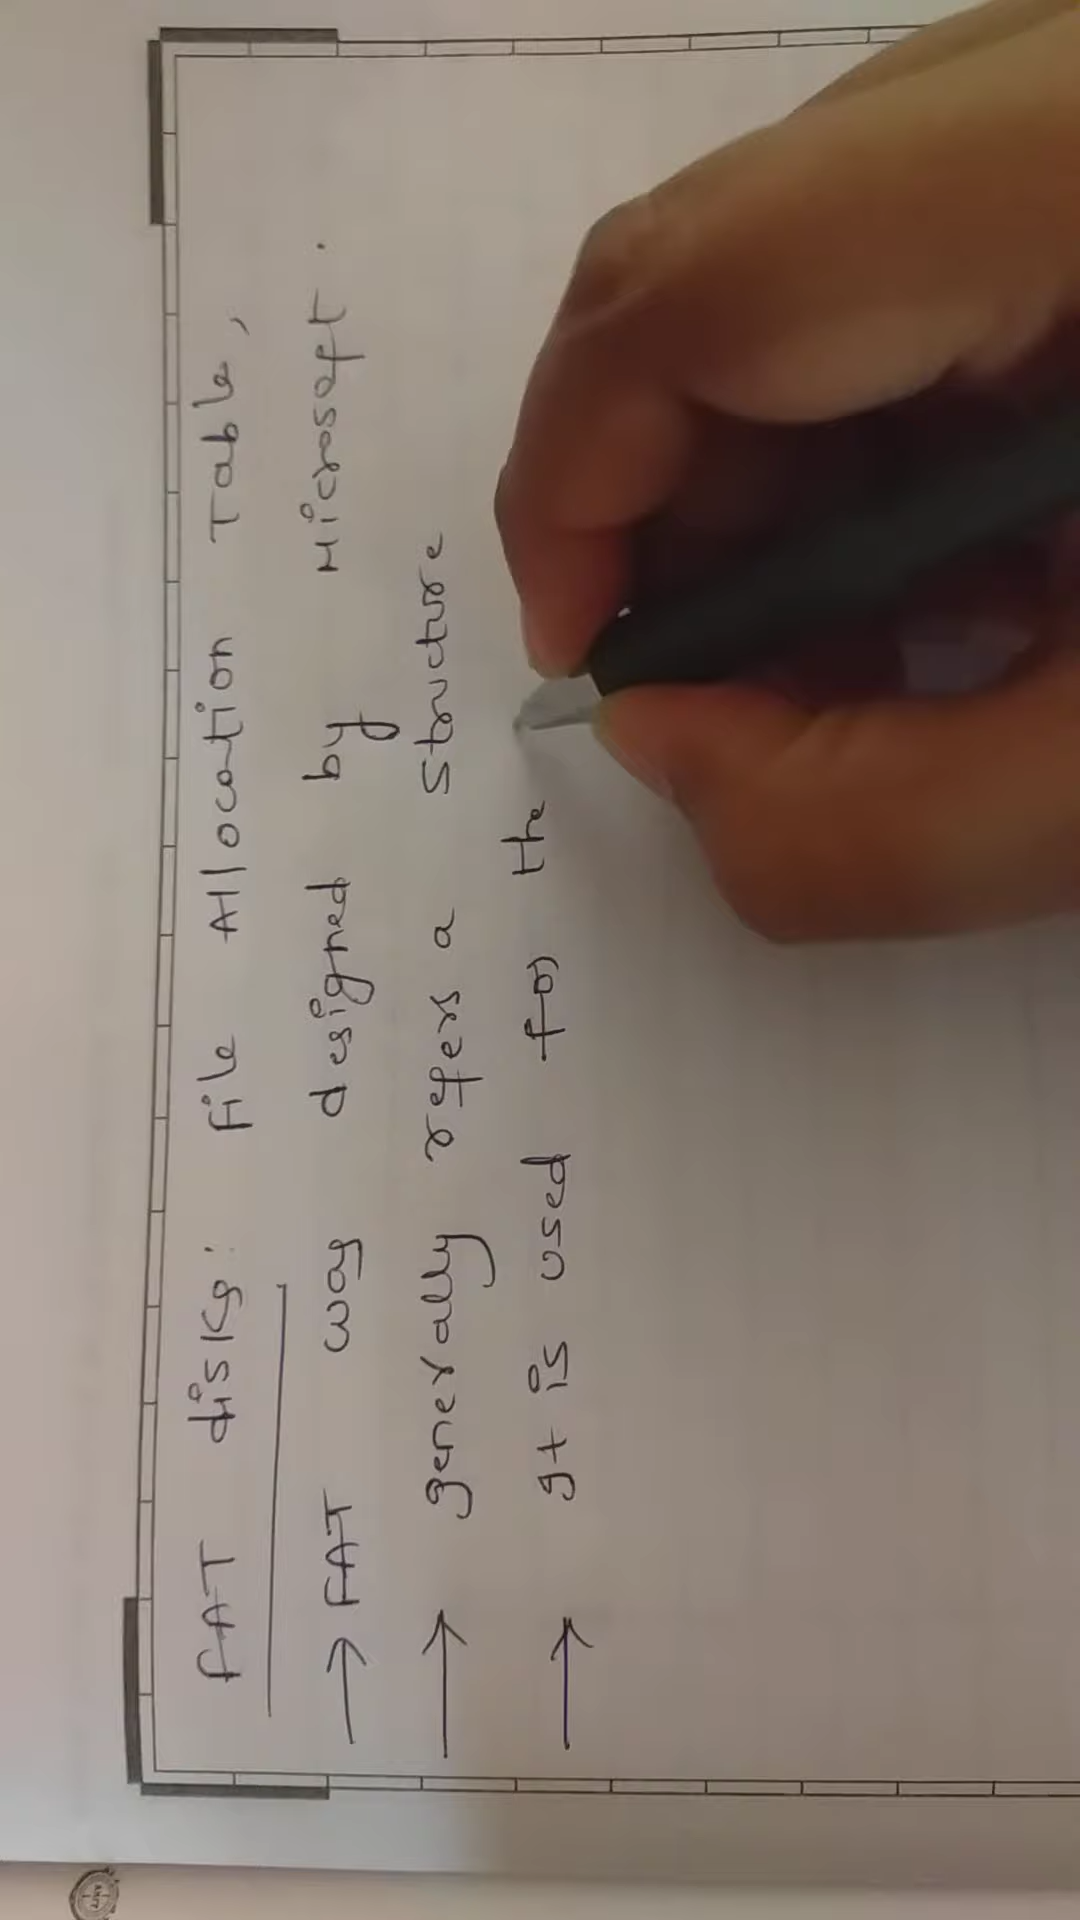 FAT disks: File Allocation Table,
→ FAT was designed by Microsoft.
→ generally refers a structure
→ It is used for the